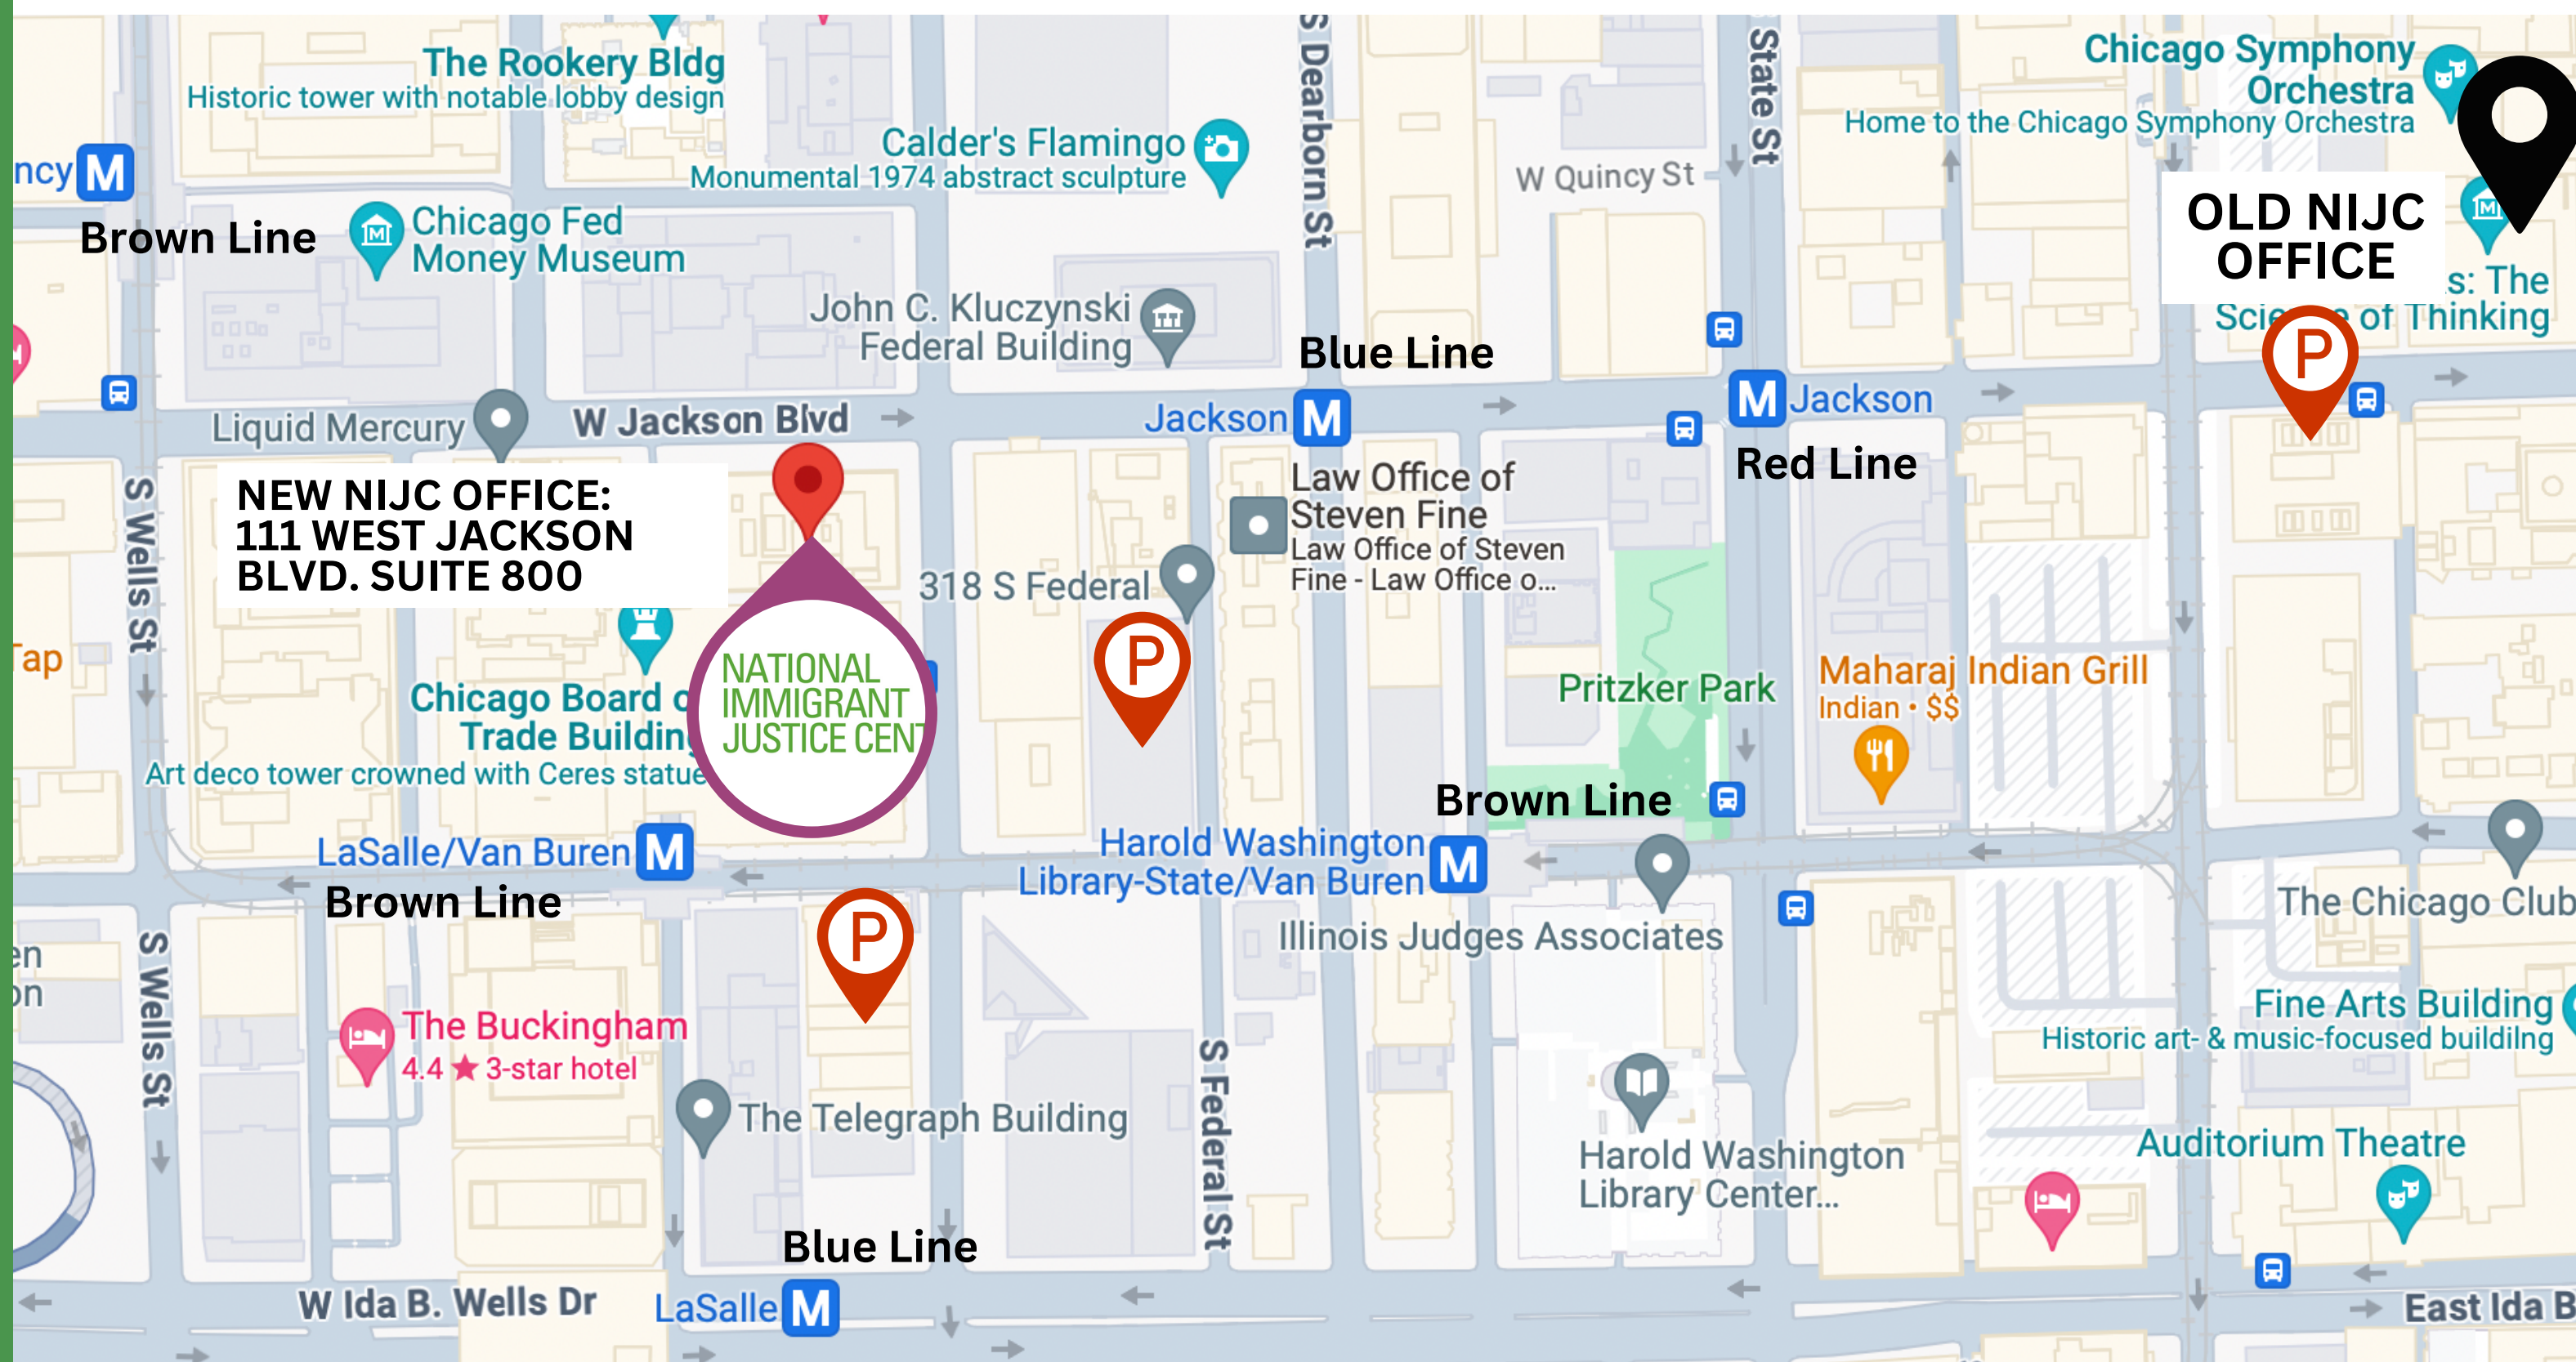 The Rookery Bldg
Historic tower with notable lobby design
S Dearborn St
State St
Chicago Symphony
Orchestra
Home to the Chicago Symphony Orchestra
Calder's Flamingo
Monumental 1974 abstract sculpture
W Quincy St
ncy M
Brown Line
Chicago Fed
Money Museum
OLD NIJC
OFFICE
s: The
Science of Thinking
P
John C. Kluczynski
Federal Building
Blue Line
Jackson M
M Jackson
Red Line
Liquid Mercury
W Jackson Blvd
NEW NIJC OFFICE:
111 WEST JACKSON
BLVD. SUITE 800
S Wells St
Law Office of
Steven Fine
Law Office of Steven
Fine - Law Office o...
318 S Federal
P
Tap
NATIONAL
IMMIGRANT
JUSTICE CENT
Chicago Board o
Trade Building
Art deco tower crowned with Ceres statue
Pritzker Park
Maharaj Indian Grill
Indian • $$
Brown Line
LaSalle/Van Buren M
Brown Line
Harold Washington
Library-State/Van Buren M
P
Illinois Judges Associates
The Chicago Club
en
on
S Wells St
The Buckingham
4.4 ★ 3-star hotel
The Telegraph Building
S Federal St
Fine Arts Building
Historic art- & music-focused buildilng
Harold Washington
Library Center...
Auditorium Theatre
Blue Line
W Ida B. Wells Dr
LaSalle M
East Ida B